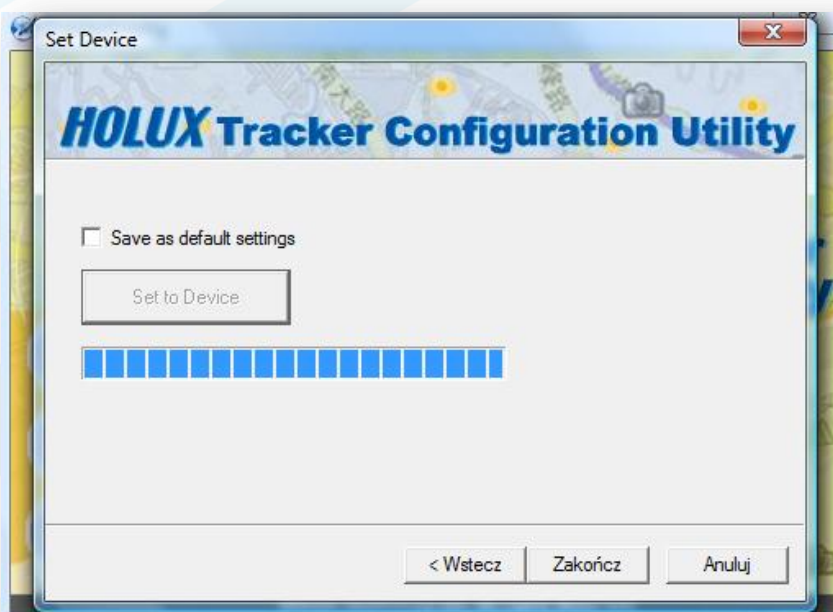 Set Device
HOLUX Tracker Configuration Utility
Save as default settings
Set to Device
< Wstecz
Zakończ
Anuluj